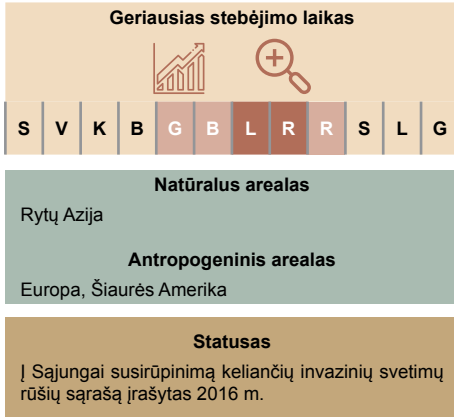 Geriausias stebėjimo laikas
S V K B G B L R R S L G
Natūralus arealas
Rytų Azija
Antropogeninis arealas
Europa, Šiaurės Amerika
Statusas
Į Sąjungai susirūpinimą keliančių invazinių svetimų
rūšių sąrašą įrašytas 2016 m.